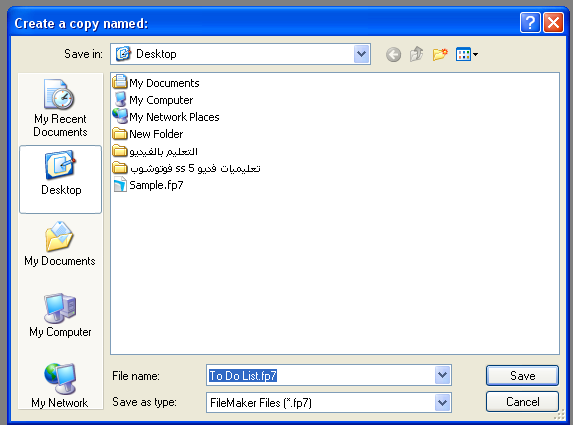 Create a copy named:
Save in:
Desktop
My Recent
Documents
Desktop
My Documents
My Computer
My Network
My Documents
My Computer
My Network Places
New Folder
التعليم بالفيديو
تعليميات فديو 5 ss فوتوشوب
Sample.fp7
File name:
To Do List.fp7
Save
Save as type:
FileMaker Files (*.fp7)
Cancel